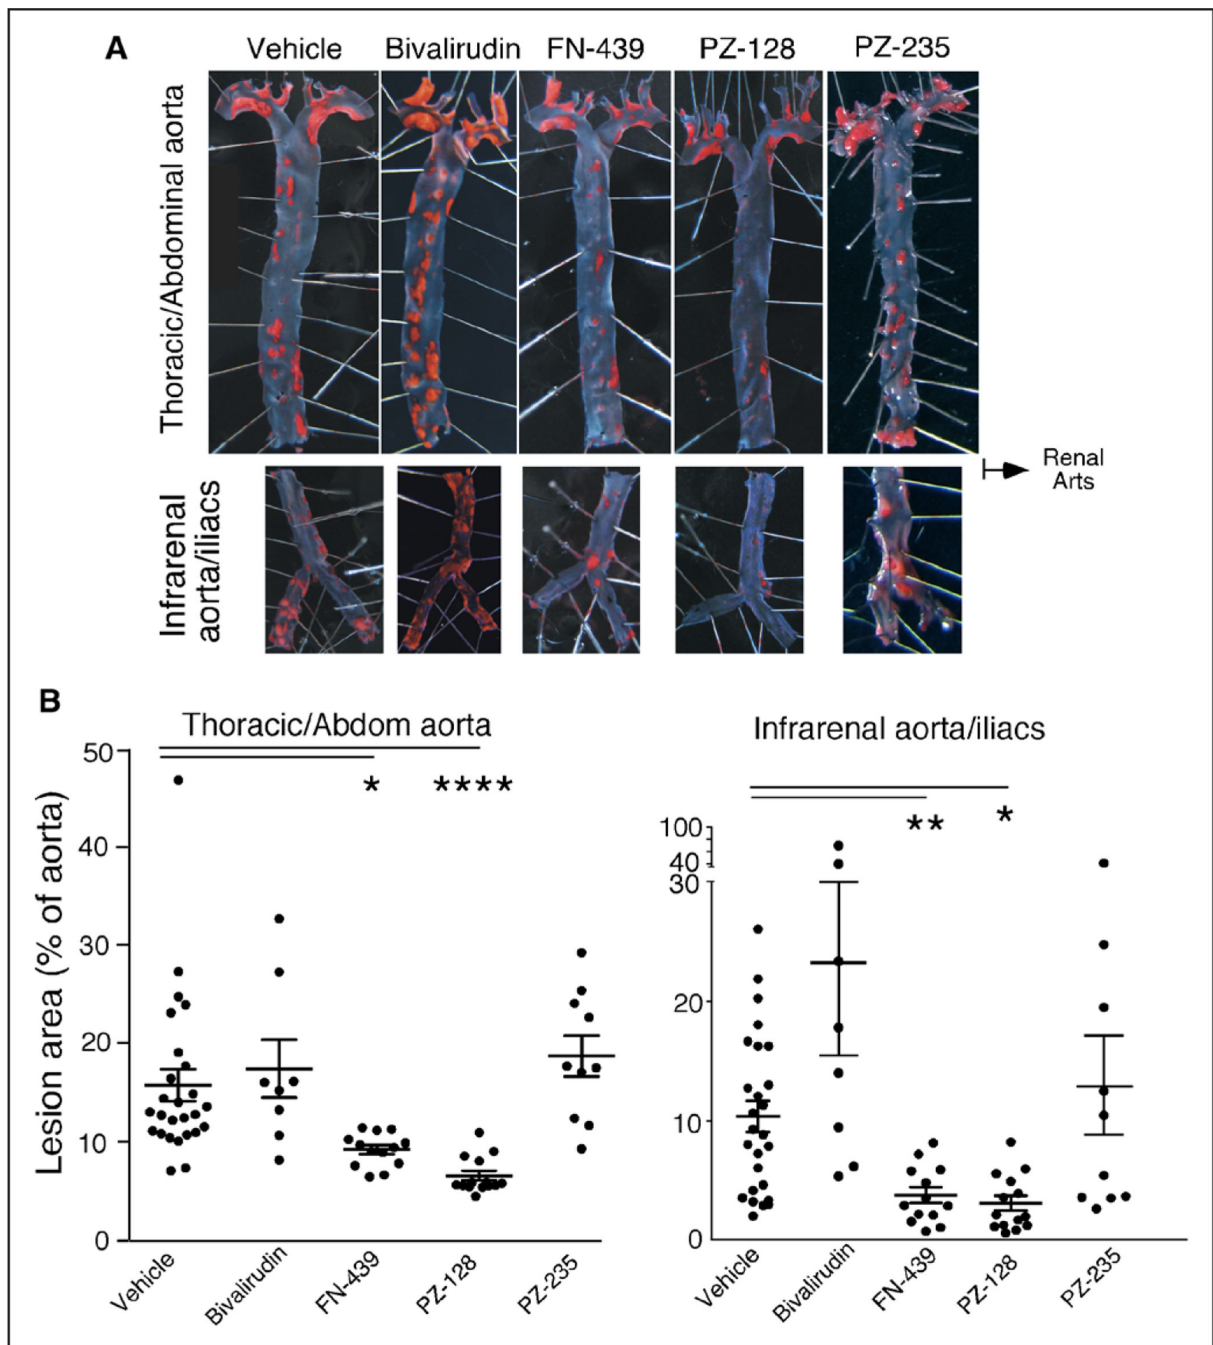 A
Vehicle Bivalirudin FN-439 PZ-128 PZ-235
Thoracic/Abdominal aorta
Renal
Arts
Infrarenal
aorta/iliacs
B
Thoracic/Abdom aorta
Lesion area (% of aorta)
50
40
30
20
10
0
* ****
Vehicle
Bivalirudin
FN-439
PZ-128
PZ-235
Infrarenal aorta/iliacs
100
40
30
20
10
0
** *
Vehicle
Bivalirudin
FN-439
PZ-128
PZ-235